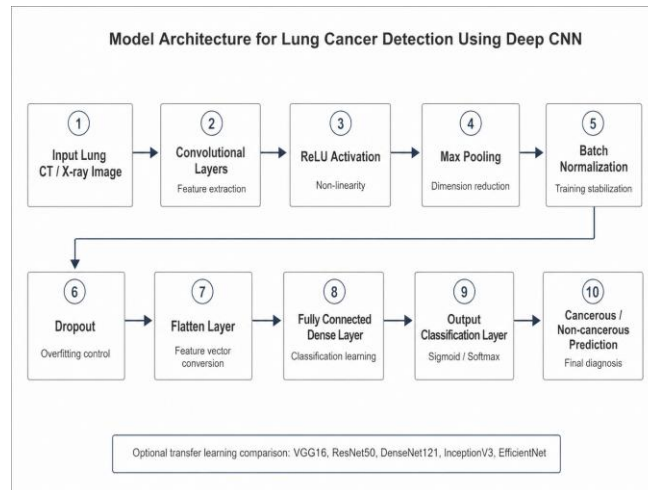 Model Architecture for Lung Cancer Detection Using Deep CNN
1
Input Lung
CT / X-ray Image
2
Convolutional
Layers
Feature extraction
3
ReLU Activation
Non-linearity
4
Max Pooling
Dimension reduction
5
Batch
Normalization
Training stabilization
6
Dropout
Overfitting control
7
Flatten Layer
Feature vector
conversion
8
Fully Connected
Dense Layer
Classification learning
9
Output
Classification Layer
Sigmoid / Softmax
10
Cancerous /
Non-cancerous
Prediction
Final diagnosis
Optional transfer learning comparison: VGG16, ResNet50, DenseNet121, InceptionV3, EfficientNet